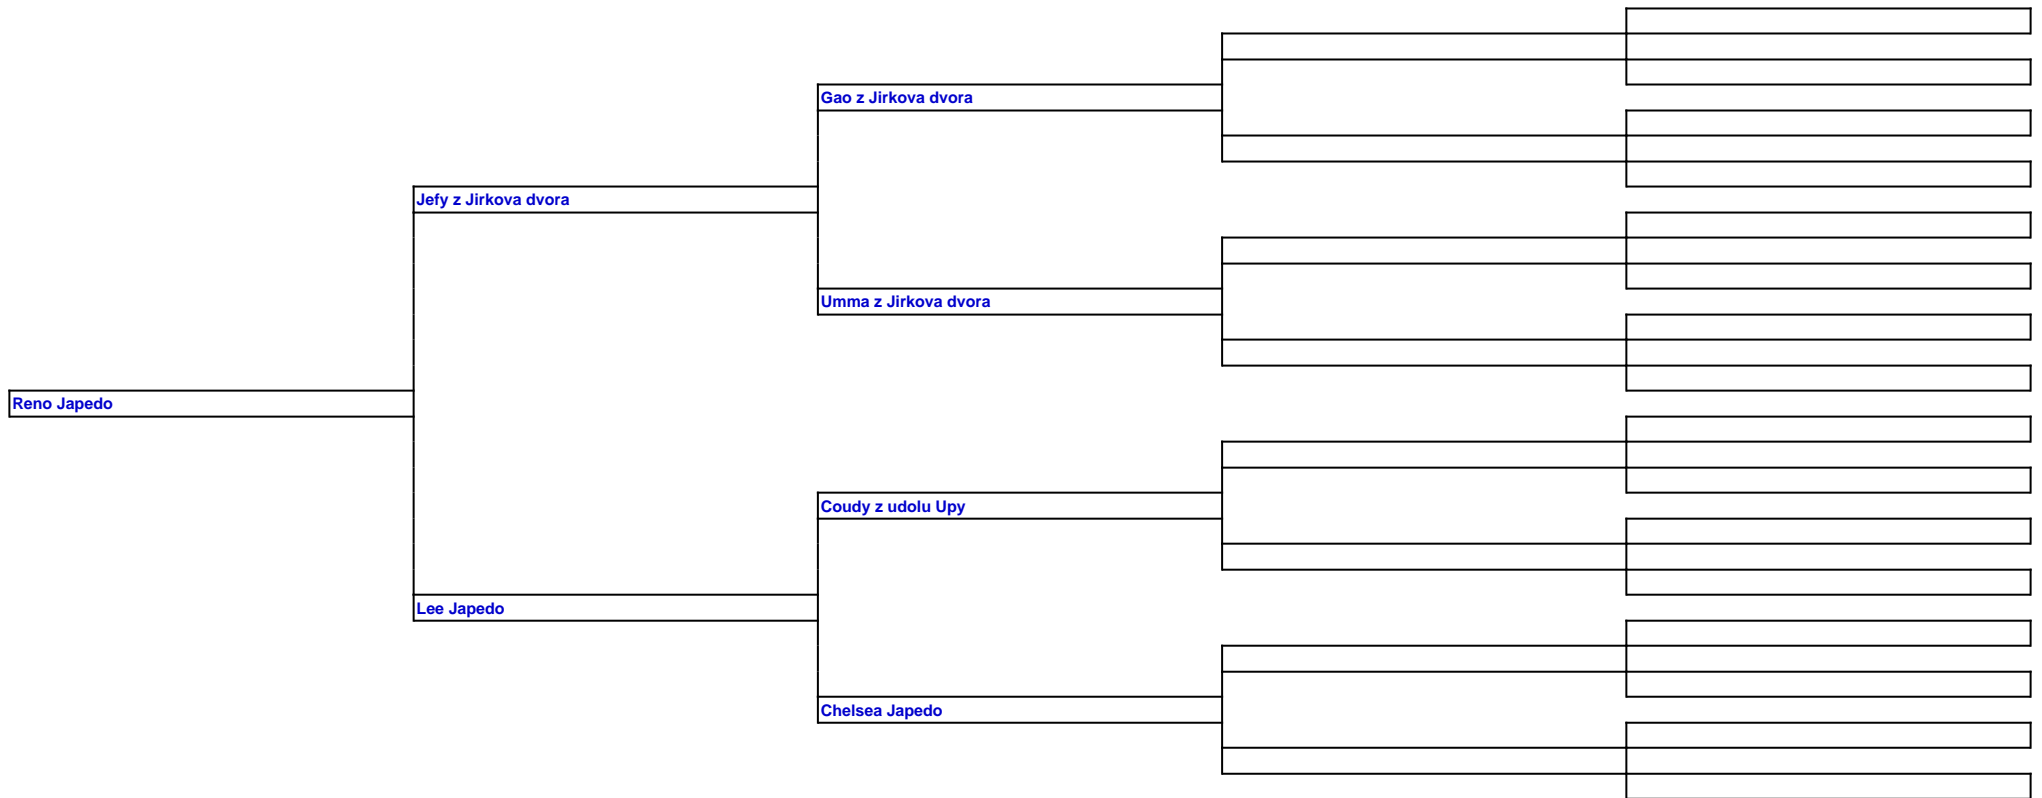 Gao z Jirkova dvora
Jefy z Jirkova dvora
Umma z Jirkova dvora
Reno Japedo
Coudy z udolu Upy
Lee Japedo
Chelsea Japedo